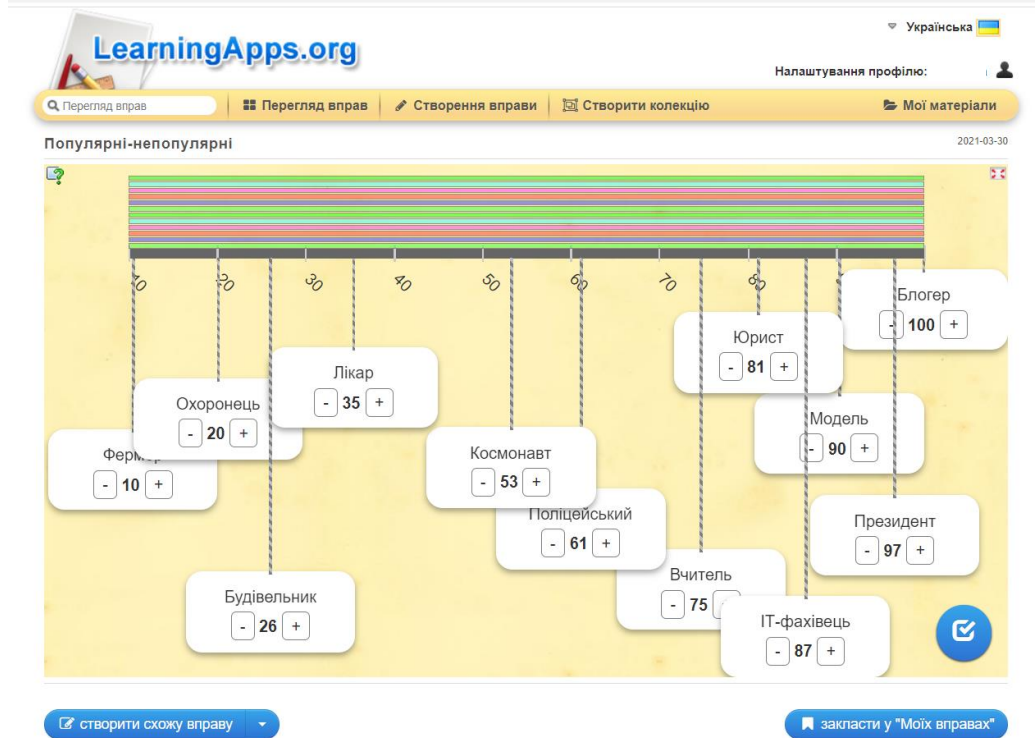 LearningApps.org
Українська
Налаштування профілю:
Перегляд вправ
Перегляд вправ
Створення вправи
Створити колекцію
Мої матеріали
Популярні-непопулярні
2021-03-30
10
20
30
40
50
60
70
80
Блогер
- 100 +
Юрист
- 81 +
Лікар
- 35 +
Охоронець
- 20 +
Модель
- 90 +
Фермер
- 10 +
Космонавт
- 53 +
Поліцейський
- 61 +
Президент
- 97 +
Вчитель
- 75
Будівельник
- 26 +
ІТ-фахівець
- 87 +
створити схожу вправу
закласти у "Моїх вправах"